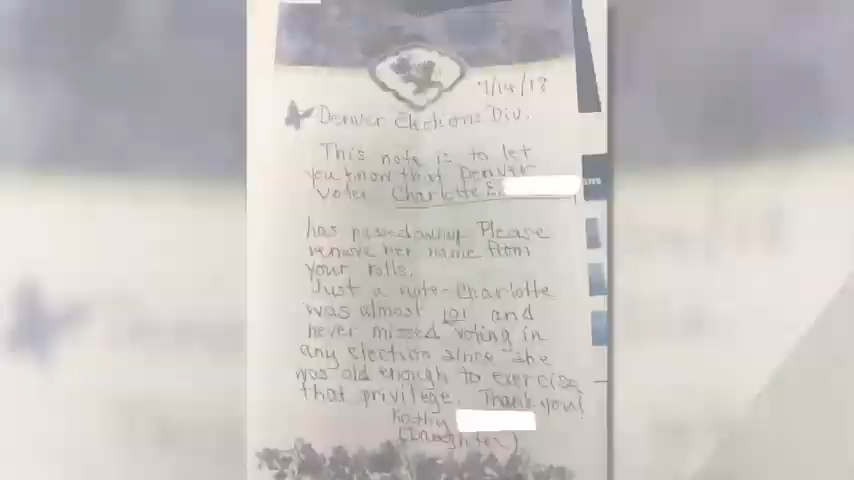 7/14/18
Denver Elections Div.
This note is to let
you know that Denver
voter Charlotte E.
has passed away. Please
remove her name from
your rolls.
Just a note - Charlotte
was almost 101 and
never missed voting in
any election since she
was old enough to exercise
that privilege. Thank you!
Kathy
(Daughter)